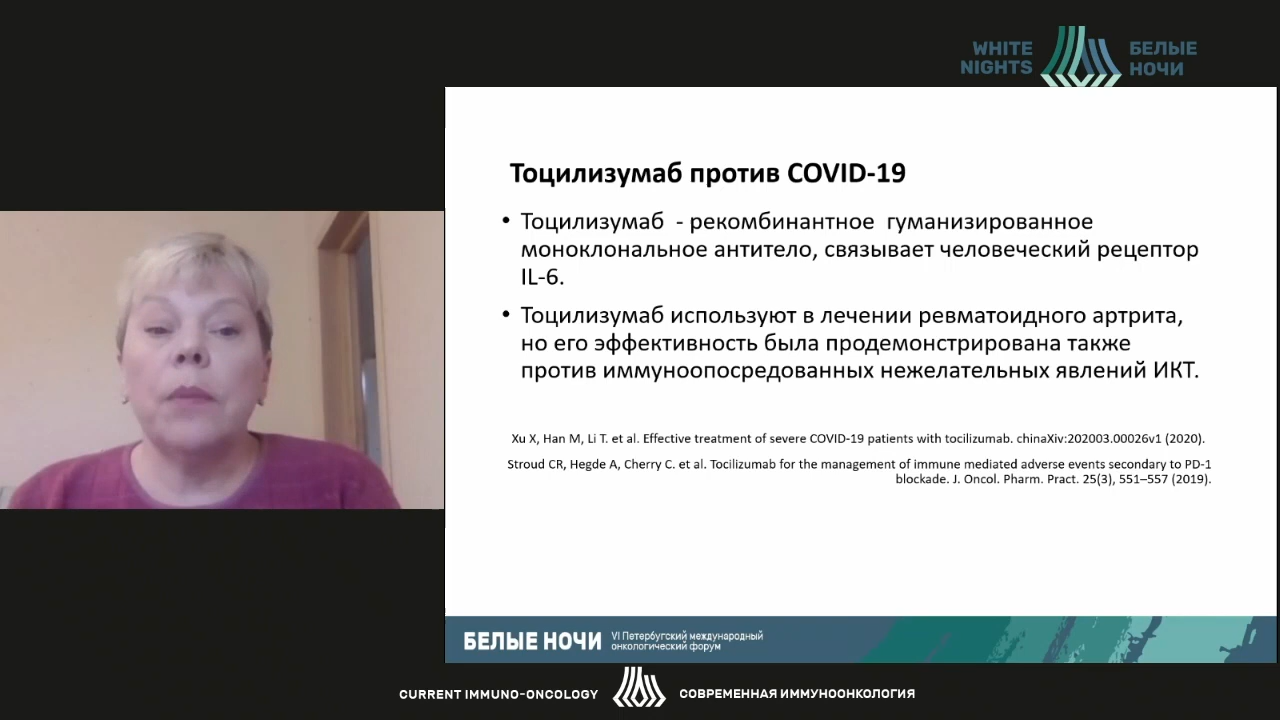 WHITE
NIGHTS
БЕЛЫЕ
НОЧИ
Тоцилизумаб против COVID-19
• Тоцилизумаб - рекомбинантное гуманизированное
моноклональное антитело, связывает человеческий рецептор
IL-6.
• Тоцилизумаб используют в лечении ревматоидного артрита,
но его эффективность была продемонстрирована также
против иммуноопосредованных нежелательных явлений ИКТ.
Xu X, Han M, Li T. et al. Effective treatment of severe COVID-19 patients with tocilizumab. chinaXiv:202003.00026v1 (2020).
Stroud CR, Hegde A, Cherry C. et al. Tocilizumab for the management of immune mediated adverse events secondary to PD-1
blockade. J. Oncol. Pharm. Pract. 25(3), 551–557 (2019).
БЕЛЫЕ НОЧИ
VI Петербугский международный
онкологический форум
CURRENT IMMUNO-ONCOLOGY
СОВРЕМЕННАЯ ИММУНООНКОЛОГИЯ